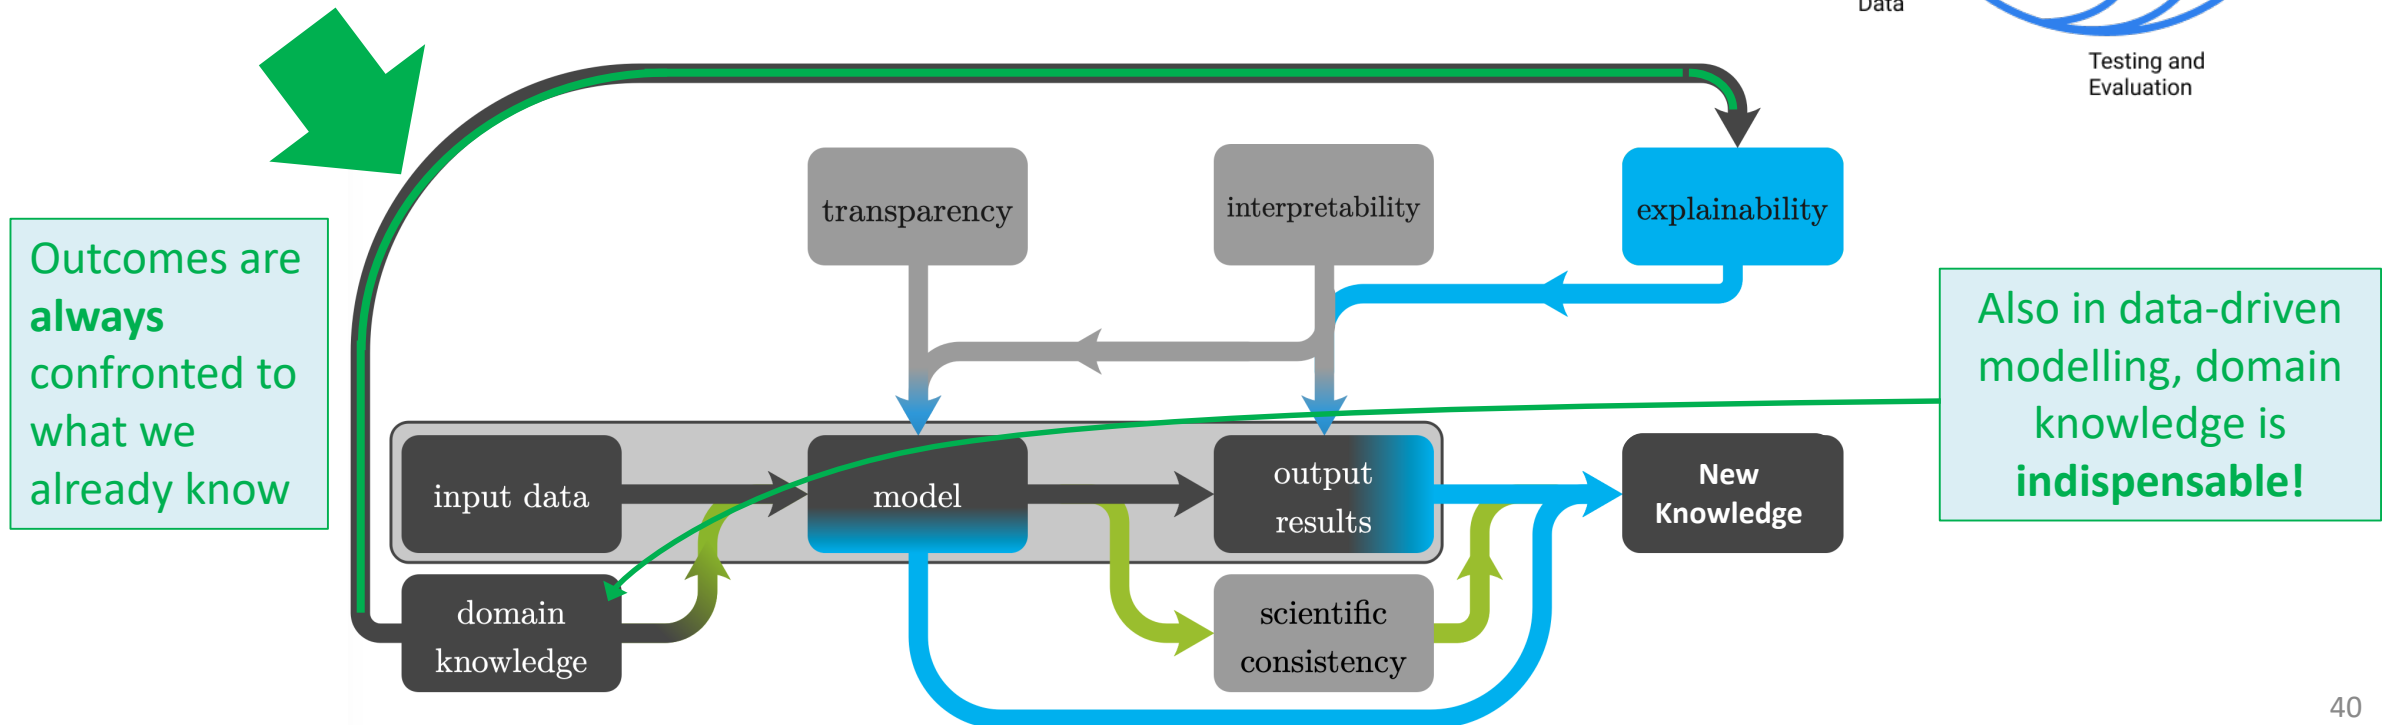 Data
Testing and
Evaluation
transparency
interpretability
explainability
Outcomes are
always
confronted to
what we
already know
Also in data-driven
modelling, domain
knowledge is
indispensable!
input data
model
output
results
New
Knowledge
domain
knowledge
scientific
consistency
40